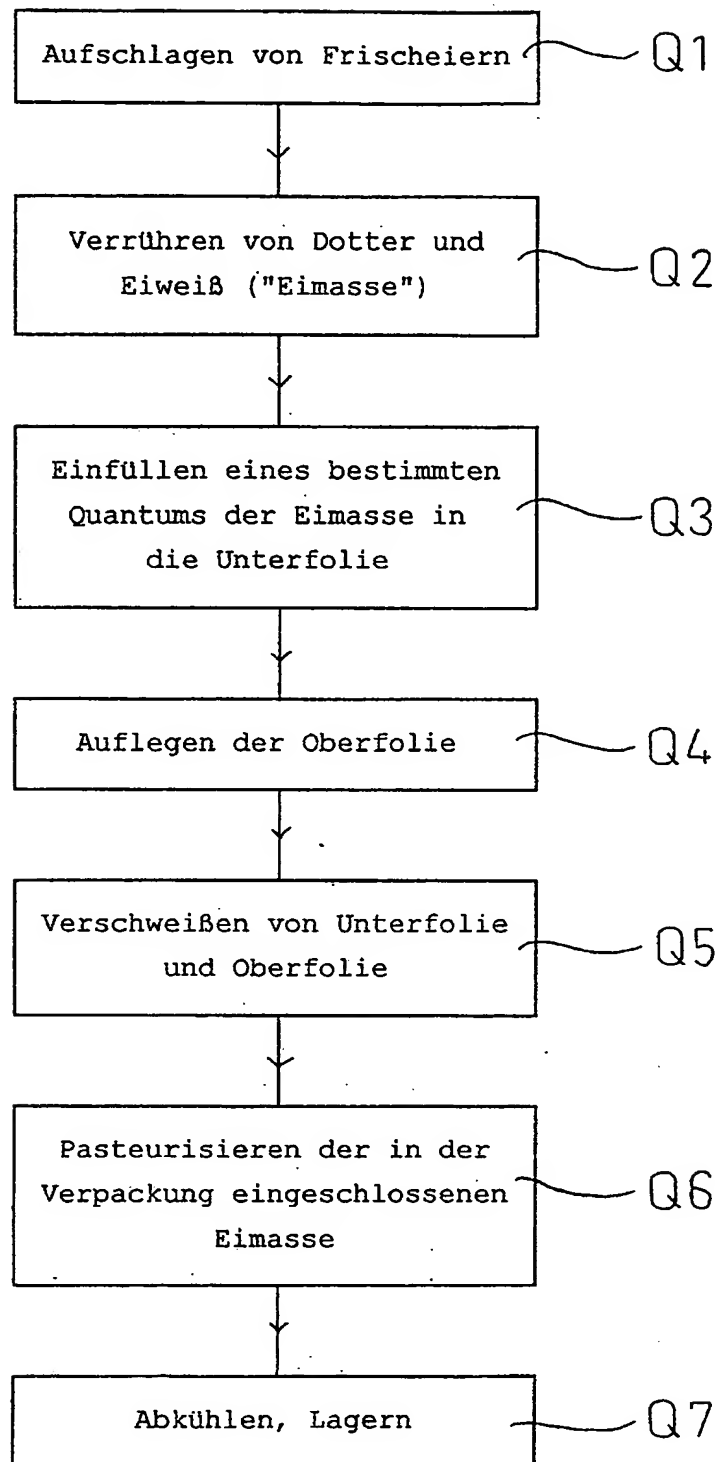 Aufschlagen von Frischeiern
Q1
Verrühren von Dotter und
Eiweiß ("Eimasse")
Q2
Einfüllen eines bestimmten
Quantums der Eimasse in
die Unterfolie
Q3
Auflegen der Oberfolie
Q4
Verschweißen von Unterfolie
und Oberfolie
Q5
Pasteurisieren der in der
Verpackung eingeschlossenen
Eimasse
Q6
Abkühlen, Lagern
Q7